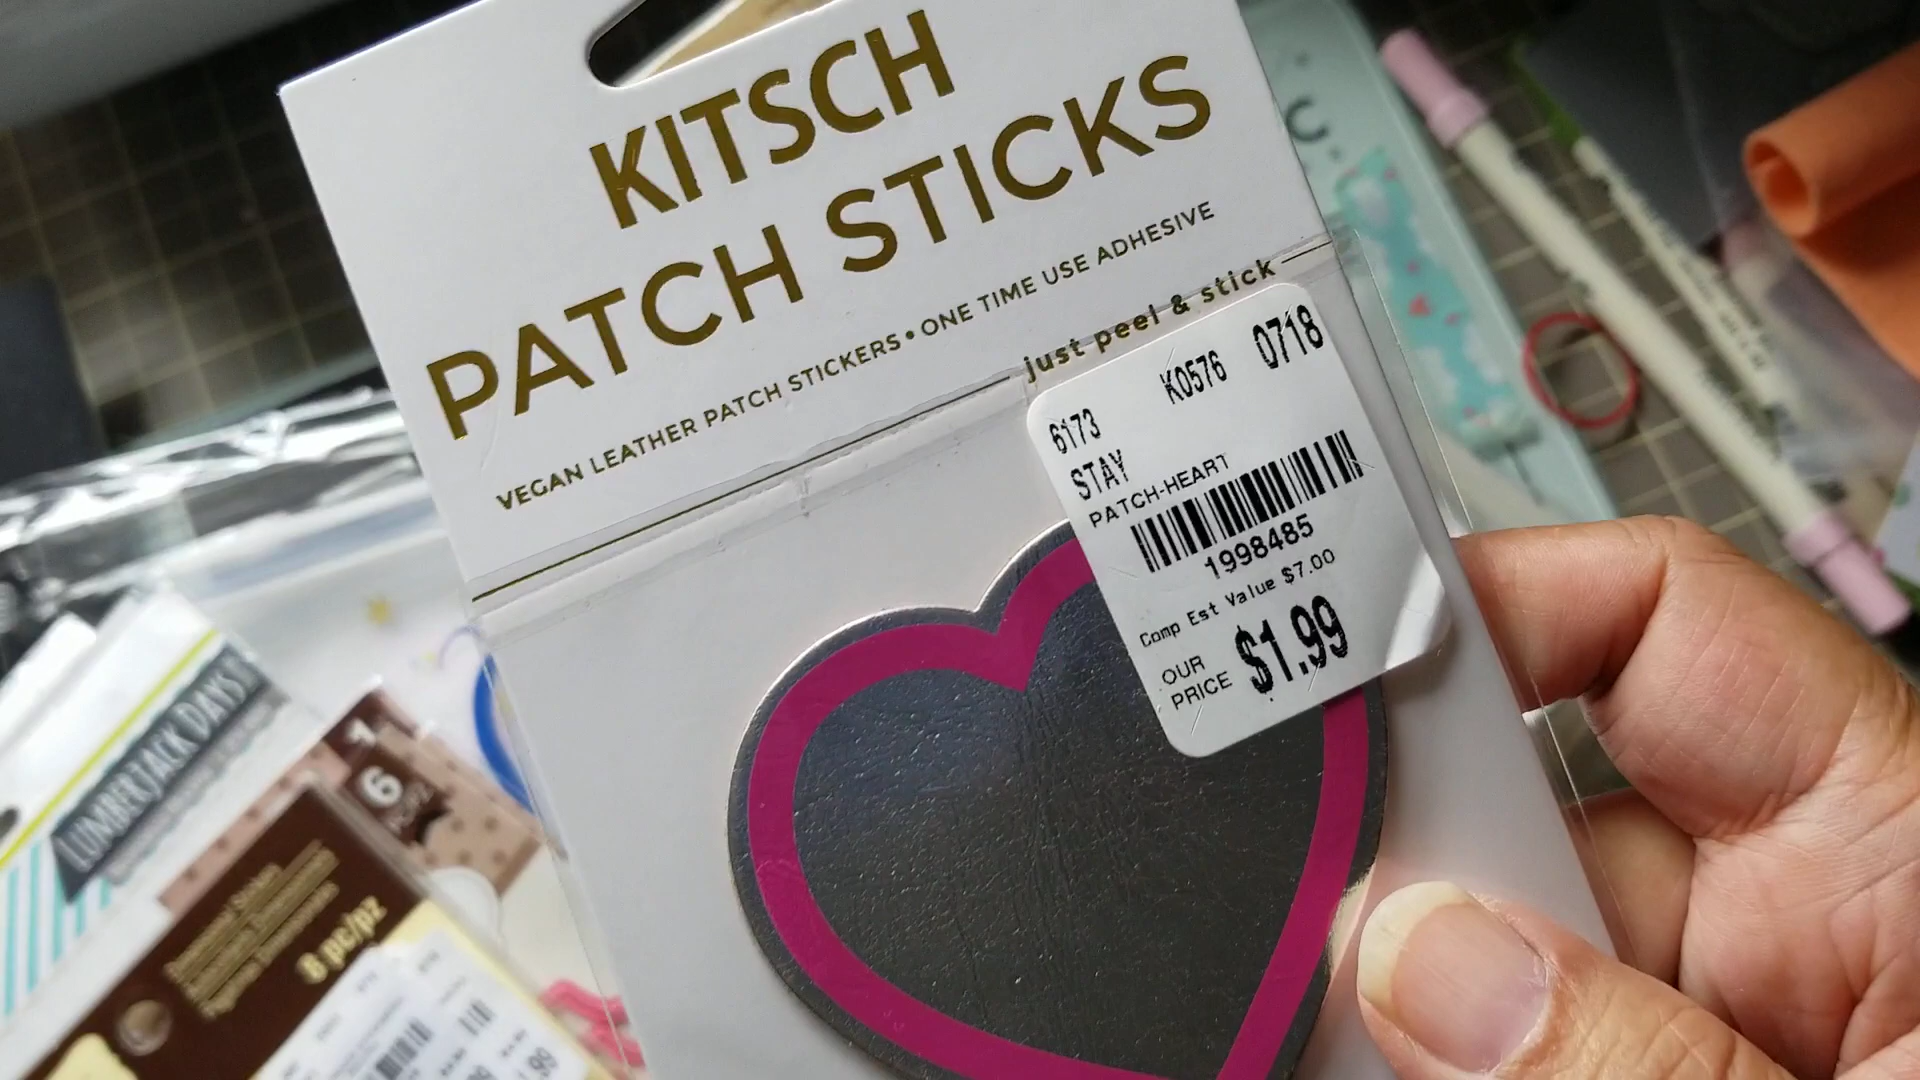 KITSCH
PATCH STICKS
VEGAN LEATHER PATCH STICKERS • ONE TIME USE ADHESIVE
just peel & stick
6173 K0576 0718
STAY
PATCH-HEART
1998485
Comp Est Value $7.00
OUR PRICE $1.99
LUMBERJACK DAYS
6
8 pc/pz